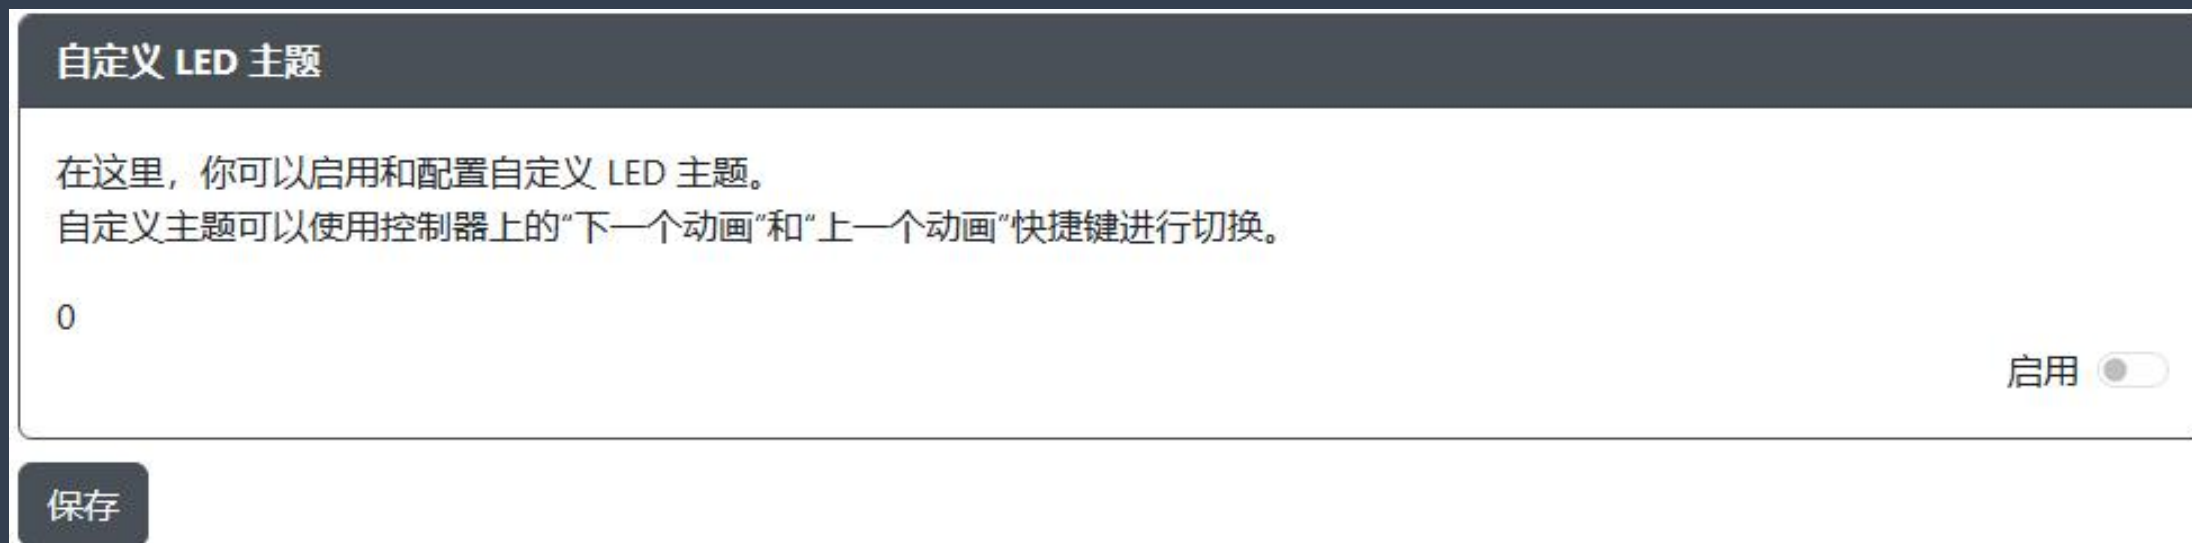 自定义 LED 主题
在这里，你可以启用和配置自定义 LED 主题。
自定义主题可以使用控制器上的“下一个动画”和“上一个动画”快捷键进行切换。
0
启用
保存